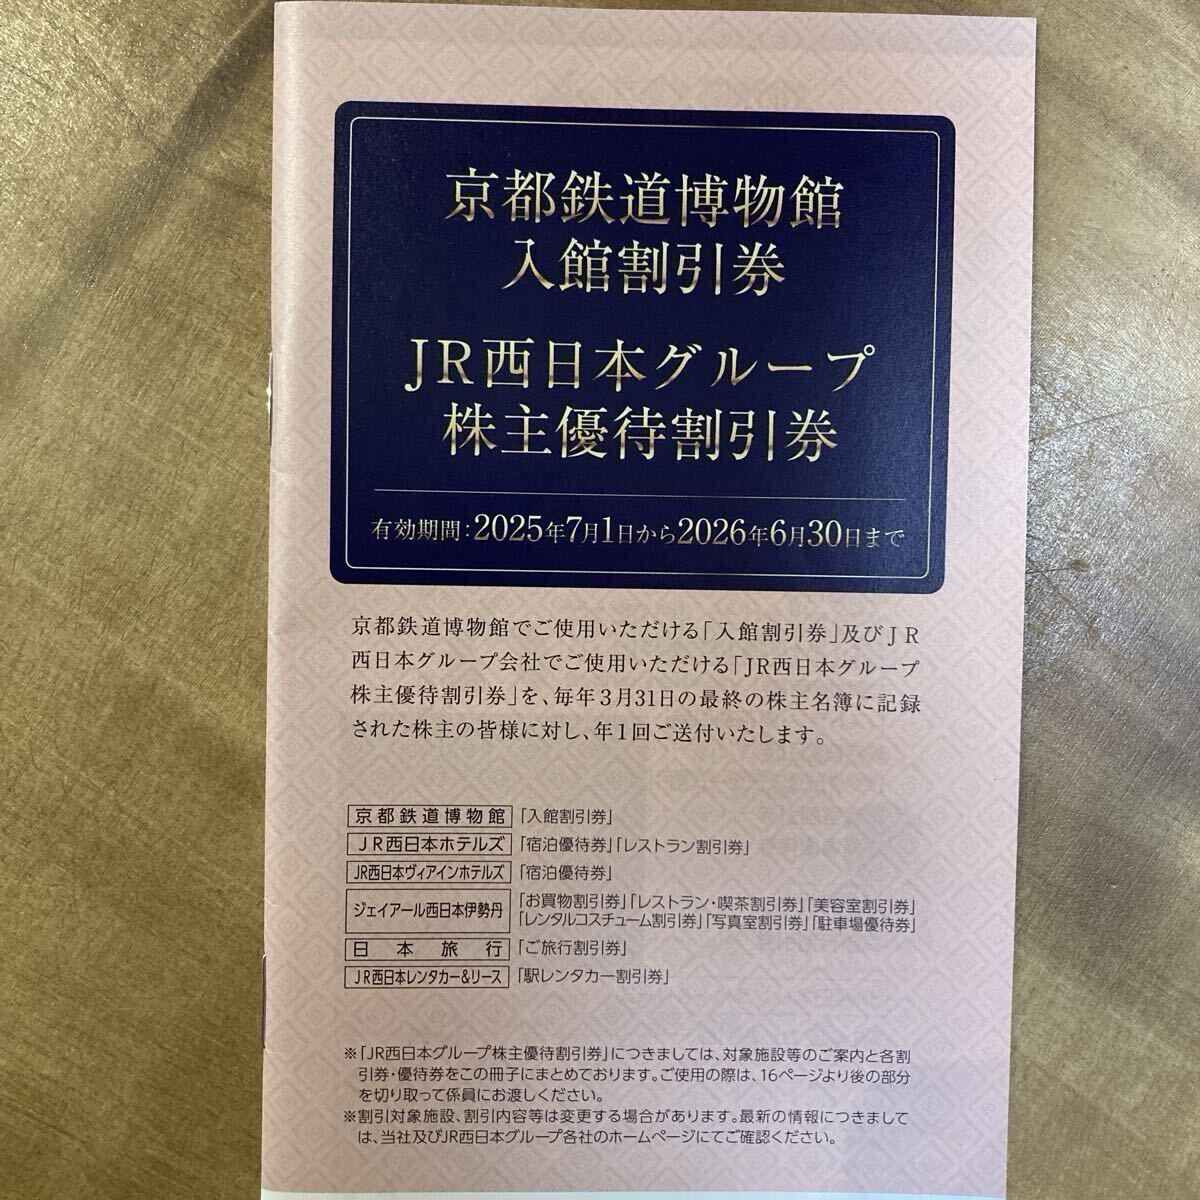 京都鉄道博物館
入館割引券
JR西日本グループ
株主優待割引券
有効期間：2025年7月1日から2026年6月30日まで
京都鉄道博物館でご使用いただける「入館割引券」及びJR
西日本グループ会社でご使用いただける「JR西日本グループ
株主優待割引券」を、毎年3月31日の最終の株主名簿に記録
された株主の皆様に対し、年1回ご送付いたします。
京都鉄道博物館「入館割引券」
JR西日本ホテルズ「宿泊優待券」「レストラン割引券」
JR西日本ヴィアインホテルズ「宿泊優待券」
ジェイアール西日本伊勢丹「お買物割引券」「レストラン・喫茶割引券」「美容室割引券」
「レンタルコスチューム割引券」「写真室割引券」「駐車場優待券」
日本旅行「ご旅行割引券」
JR西日本レンタカー&リース「駅レンタカー割引券」
※「JR西日本グループ株主優待割引券」につきましては、対象施設等のご案内と各割
引券・優待券をこの冊子にまとめております。ご使用の際は、16ページより後の部分
を切り取って係員にお渡しください。
※割引対象施設、割引内容等は変更する場合があります。最新の情報につきまして
は、当社及びJR西日本グループ各社のホームページにてご確認ください。